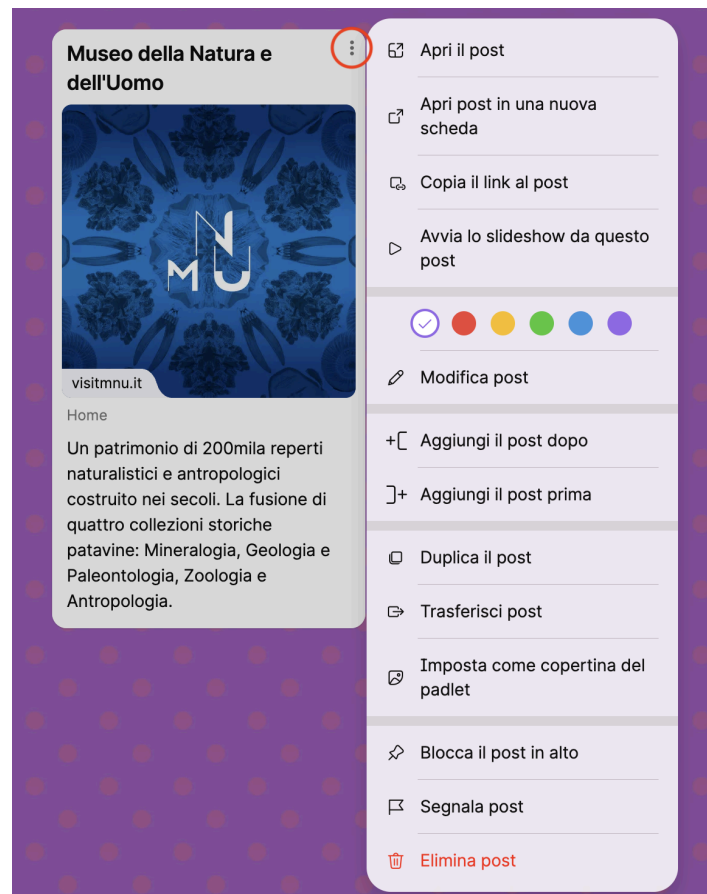 Museo della Natura e
dell'Uomo
N
M U
visitmnu.it
Home
Un patrimonio di 200mila reperti
naturalistici e antropologici
costruito nei secoli. La fusione di
quattro collezioni storiche
patavine: Mineralogia, Geologia e
Paleontologia, Zoologia e
Antropologia.
Apri il post
Apri post in una nuova
scheda
Copia il link al post
Avvia lo slideshow da questo
post
Modifica post
Aggiungi il post dopo
Aggiungi il post prima
Duplica il post
Trasferisci post
Imposta come copertina del
padlet
Blocca il post in alto
Segnala post
Elimina post